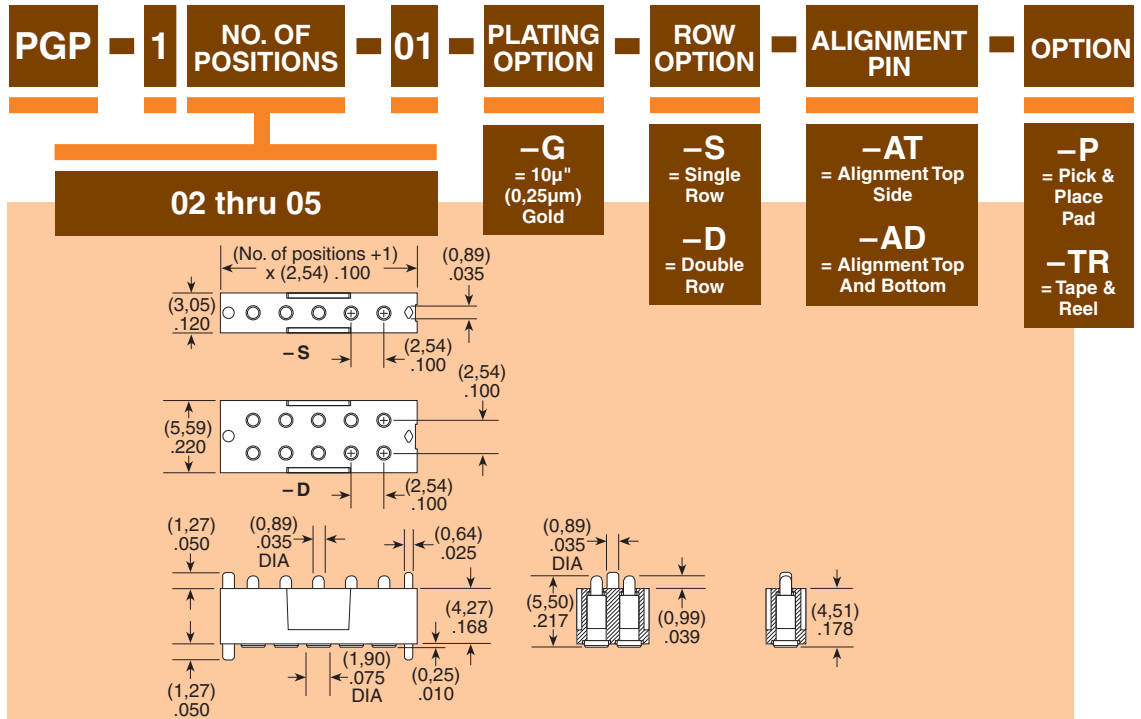 PGP – 1 NO. OF POSITIONS – 01 – PLATING OPTION – ROW OPTION – ALIGNMENT PIN – OPTION
02 thru 05
–G
= 10µ"
(0,25µm)
Gold
–S
= Single
Row
–D
= Double
Row
–AT
= Alignment Top
Side
–AD
= Alignment Top
And Bottom
–P
= Pick &
Place
Pad
–TR
= Tape &
Reel
(No. of positions +1)
x (2,54) .100
(0,89)
.035
(3,05)
.120
–S
(2,54)
.100
(2,54)
.100
(5,59)
.220
–D
(2,54)
.100
(1,27)
.050
(0,89)
.035
DIA
(0,64)
.025
(4,27)
.168
(1,27)
.050
(1,90)
.075
DIA
(0,25)
.010
(0,89)
.035
DIA
(5,50)
.217
(0,99)
.039
(4,51)
.178